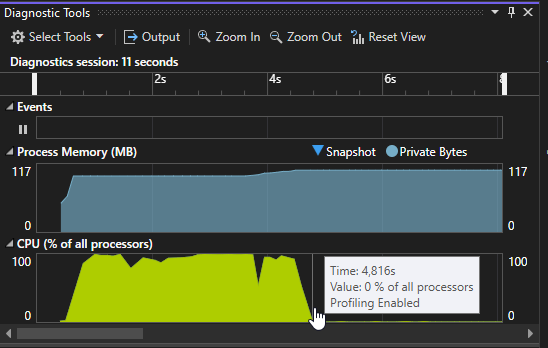 Diagnostic Tools
Select Tools Output Zoom In Zoom Out Reset View
Diagnostics session: 11 seconds
2s 4s 6s
Events
Process Memory (MB) Snapshot Private Bytes
117 117
0 0
CPU (% of all processors)
100 100
Time: 4,816s
Value: 0 % of all processors
Profiling Enabled
0 0